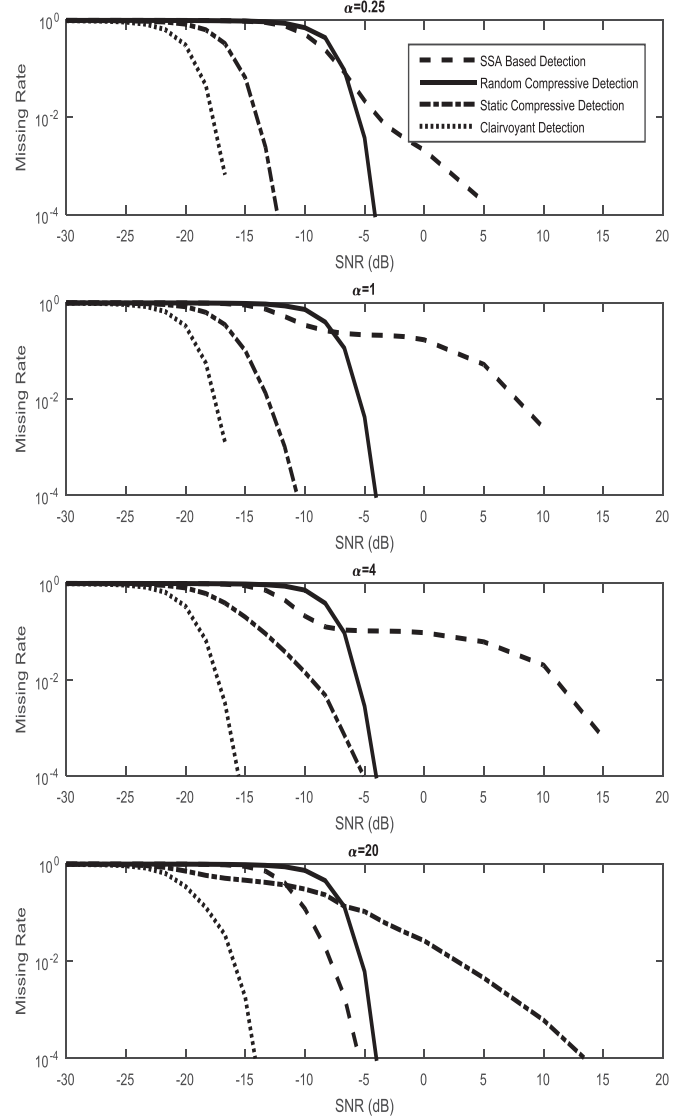 α=0.25
10^0
10^-2
10^-4
Missing Rate
SSA Based Detection
Random Compressive Detection
Static Compressive Detection
Clairvoyant Detection
-30 -25 -20 -15 -10 -5 0 5 10 15 20
SNR (dB)
α=1
10^0
10^-2
10^-4
Missing Rate
-30 -25 -20 -15 -10 -5 0 5 10 15 20
SNR (dB)
α=4
10^0
10^-2
10^-4
Missing Rate
-30 -25 -20 -15 -10 -5 0 5 10 15 20
SNR (dB)
α=20
10^0
10^-2
10^-4
Missing Rate
-30 -25 -20 -15 -10 -5 0 5 10 15 20
SNR (dB)